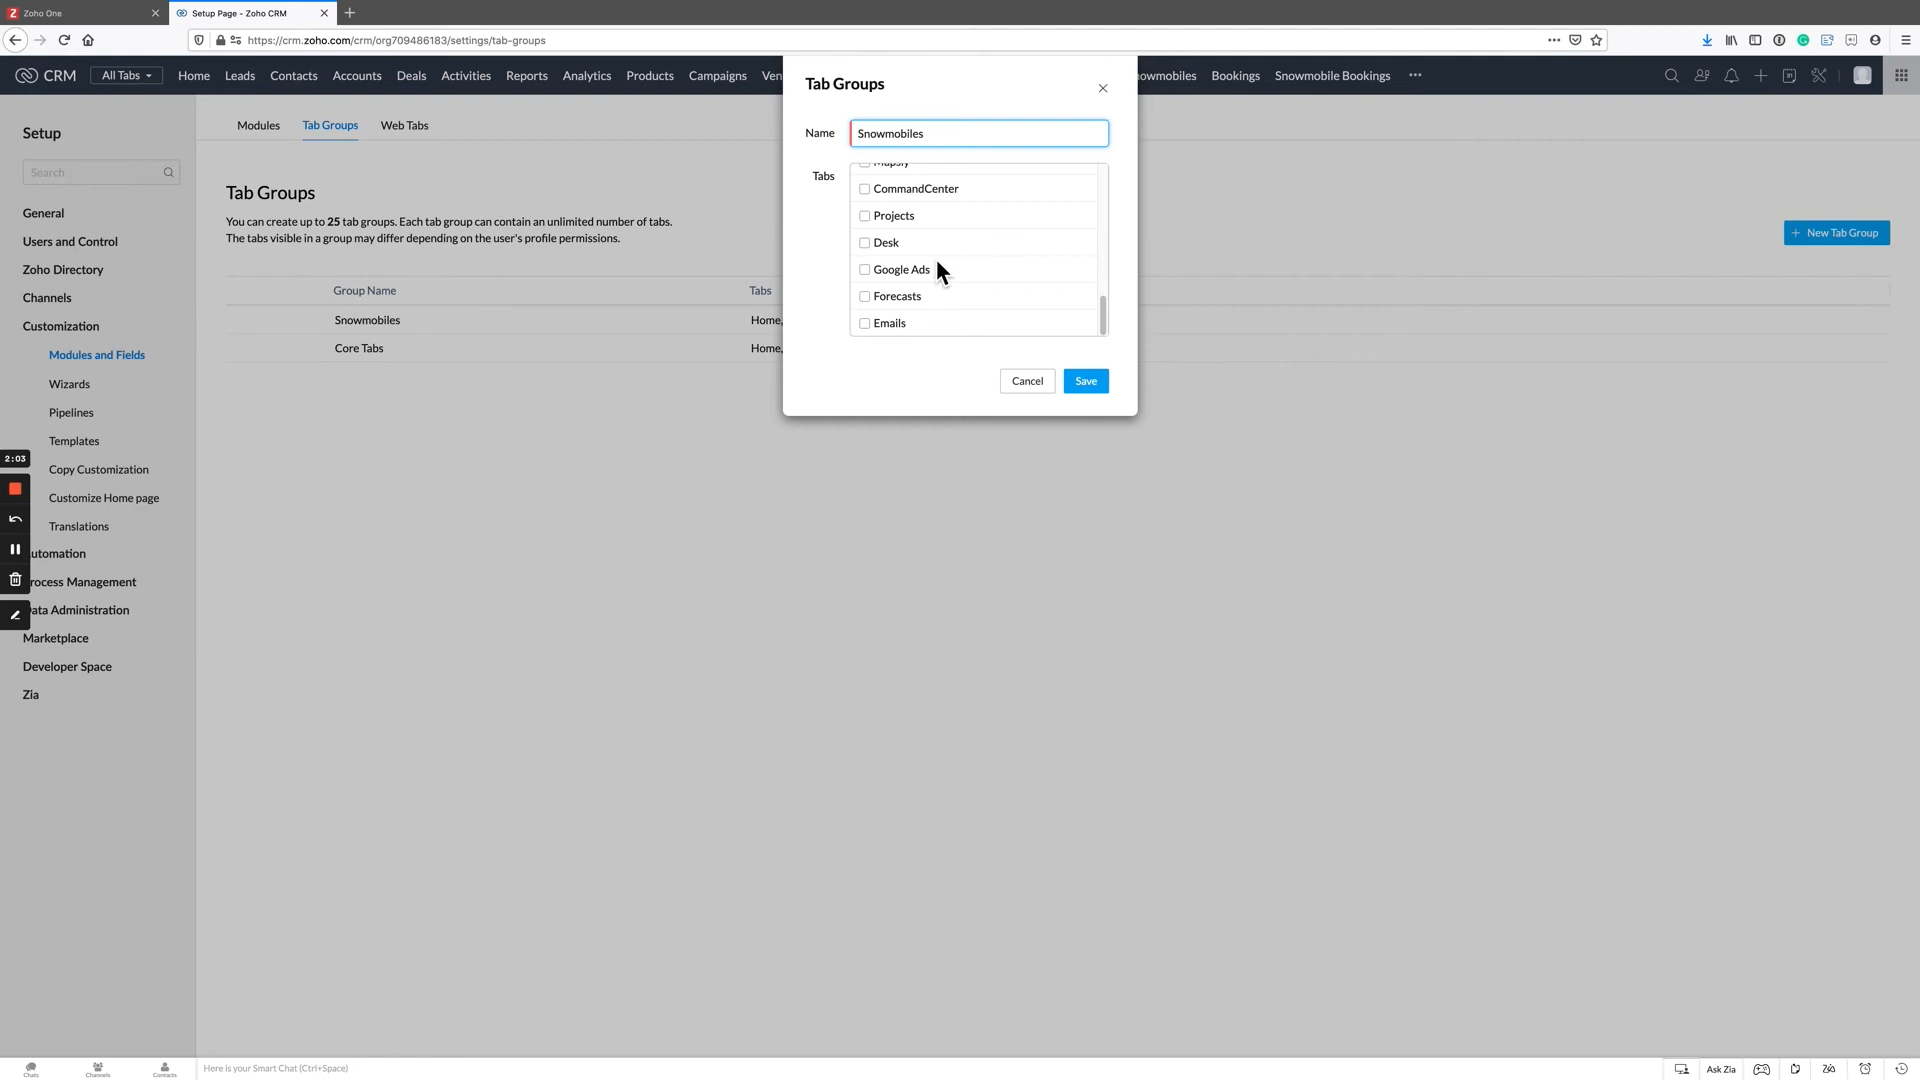 Zoho One
Setup Page - Zoho CRM
https://crm.zoho.com/crm/org709486183/settings/tab-groups
CRM
All Tabs
Home
Leads
Contacts
Accounts
Deals
Activities
Reports
Analytics
Products
Campaigns
Ven
owmobiles
Bookings
Snowmobile Bookings
Setup
Search
General
Users and Control
Zoho Directory
Channels
Customization
Modules and Fields
Wizards
Pipelines
Templates
Copy Customization
Customize Home page
Translations
utomation
rocess Management
ata Administration
Marketplace
Developer Space
Zia
2:03
Modules
Tab Groups
Web Tabs
Tab Groups
You can create up to 25 tab groups. Each tab group can contain an unlimited number of tabs.
The tabs visible in a group may differ depending on the user's profile permissions.
+ New Tab Group
Group Name
Tabs
Snowmobiles
Home,
Core Tabs
Home,
Tab Groups
Name
Snowmobiles
Tabs
Mapsly
CommandCenter
Projects
Desk
Google Ads
Forecasts
Emails
Cancel
Save
Chats
Channels
Contacts
Here is your Smart Chat (Ctrl+Space)
Ask Zia